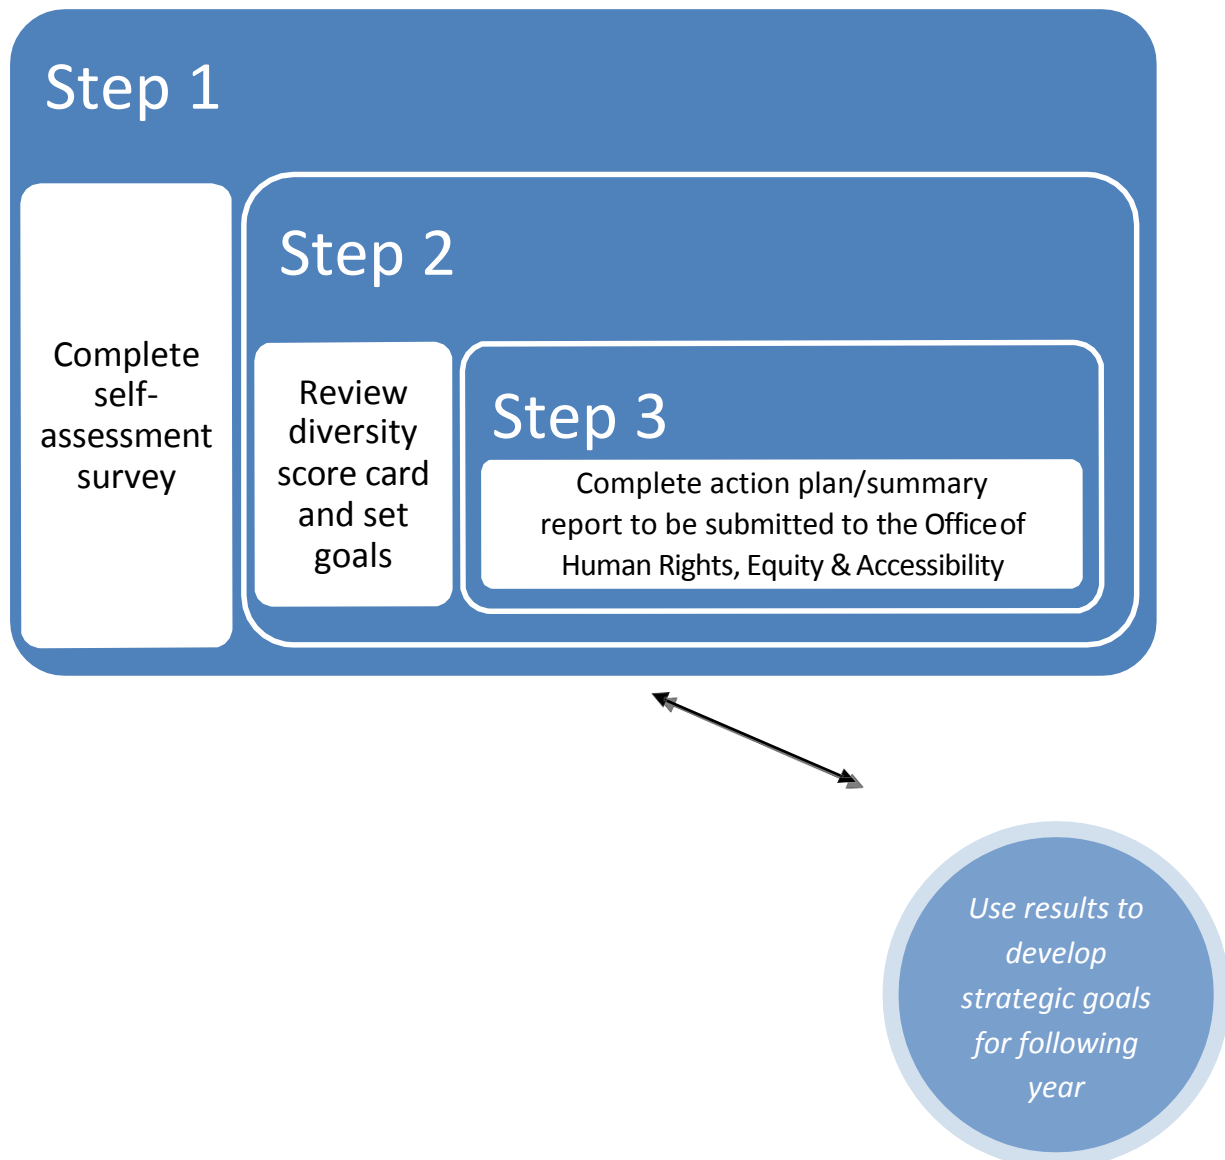 Step 1
Complete
self-
assessment
survey
Step 2
Review
diversity
score card
and set
goals
Step 3
Complete action plan/summary
report to be submitted to the Office of
Human Rights, Equity & Accessibility
Use results to
develop
strategic goals
for following
year